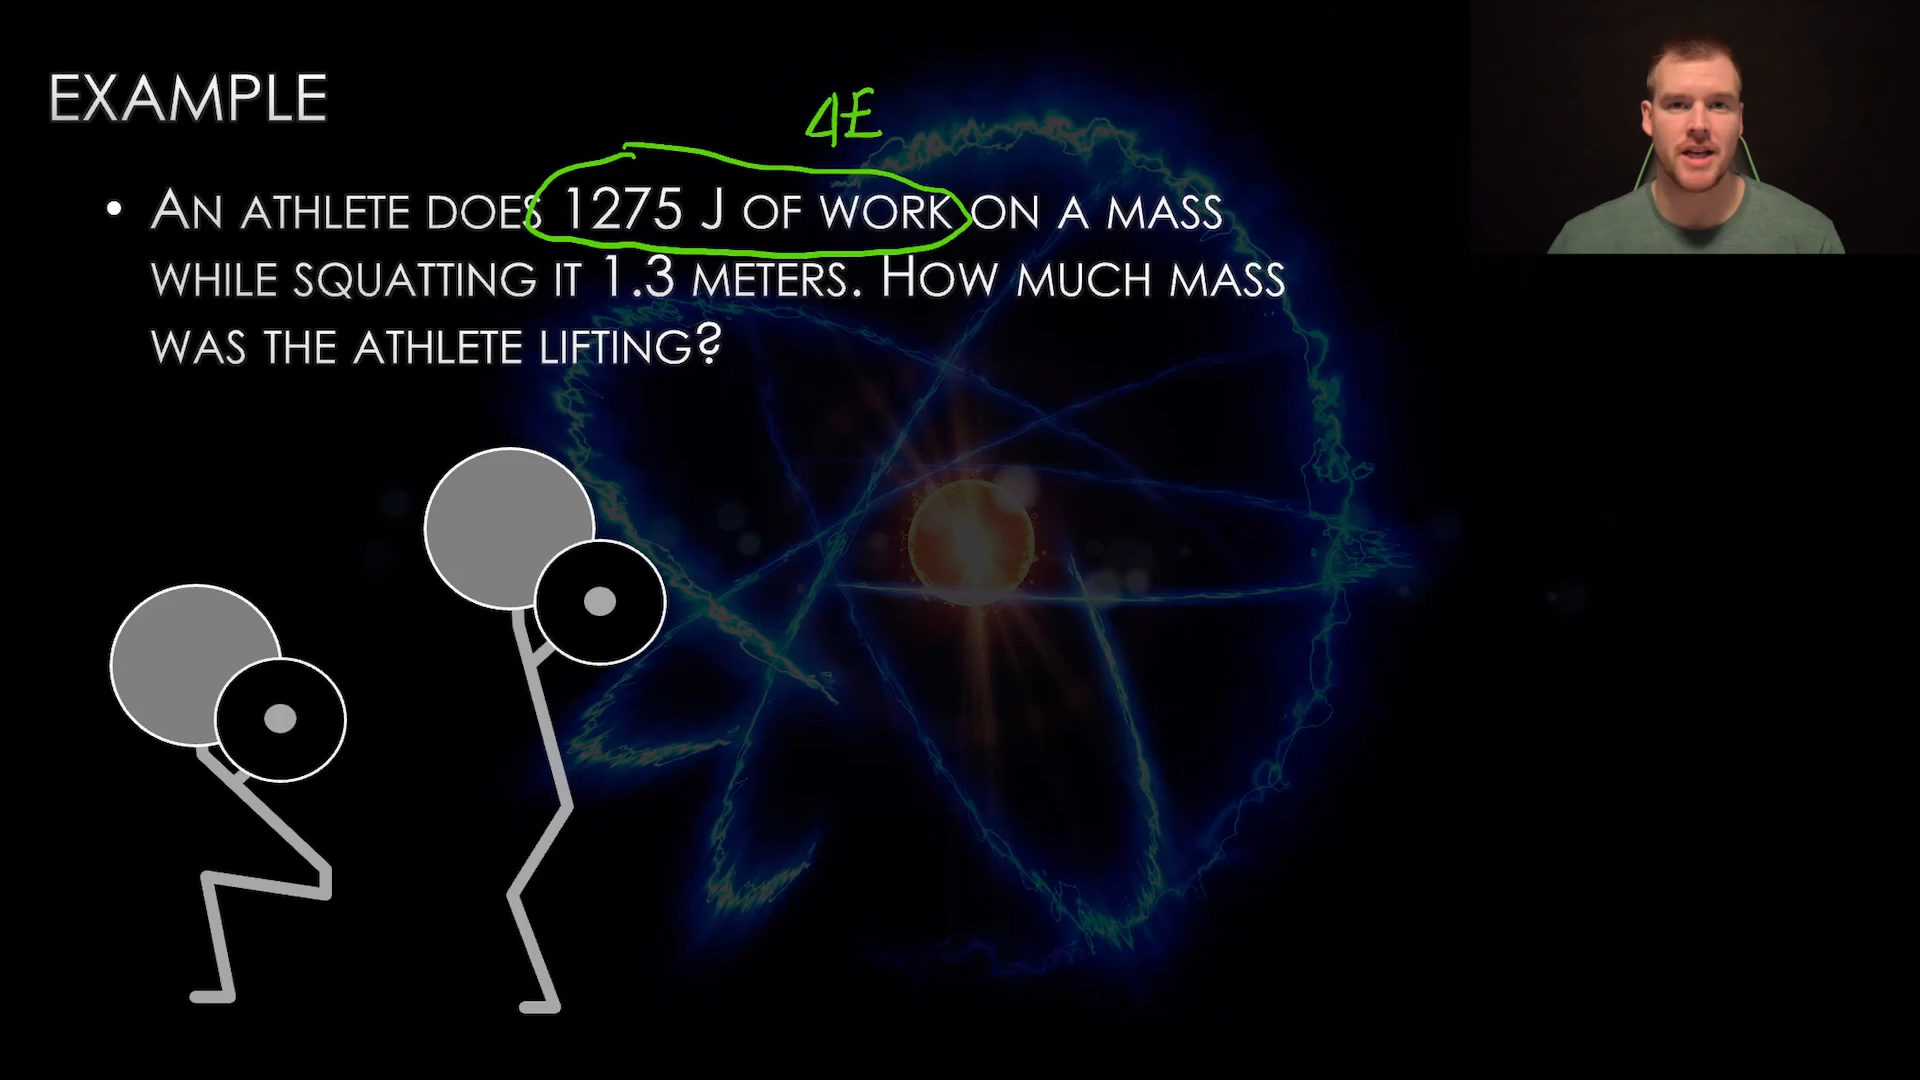 EXAMPLE
ΔE
• AN ATHLETE DOES 1275 J OF WORK ON A MASS
WHILE SQUATTING IT 1.3 METERS. HOW MUCH MASS
WAS THE ATHLETE LIFTING?